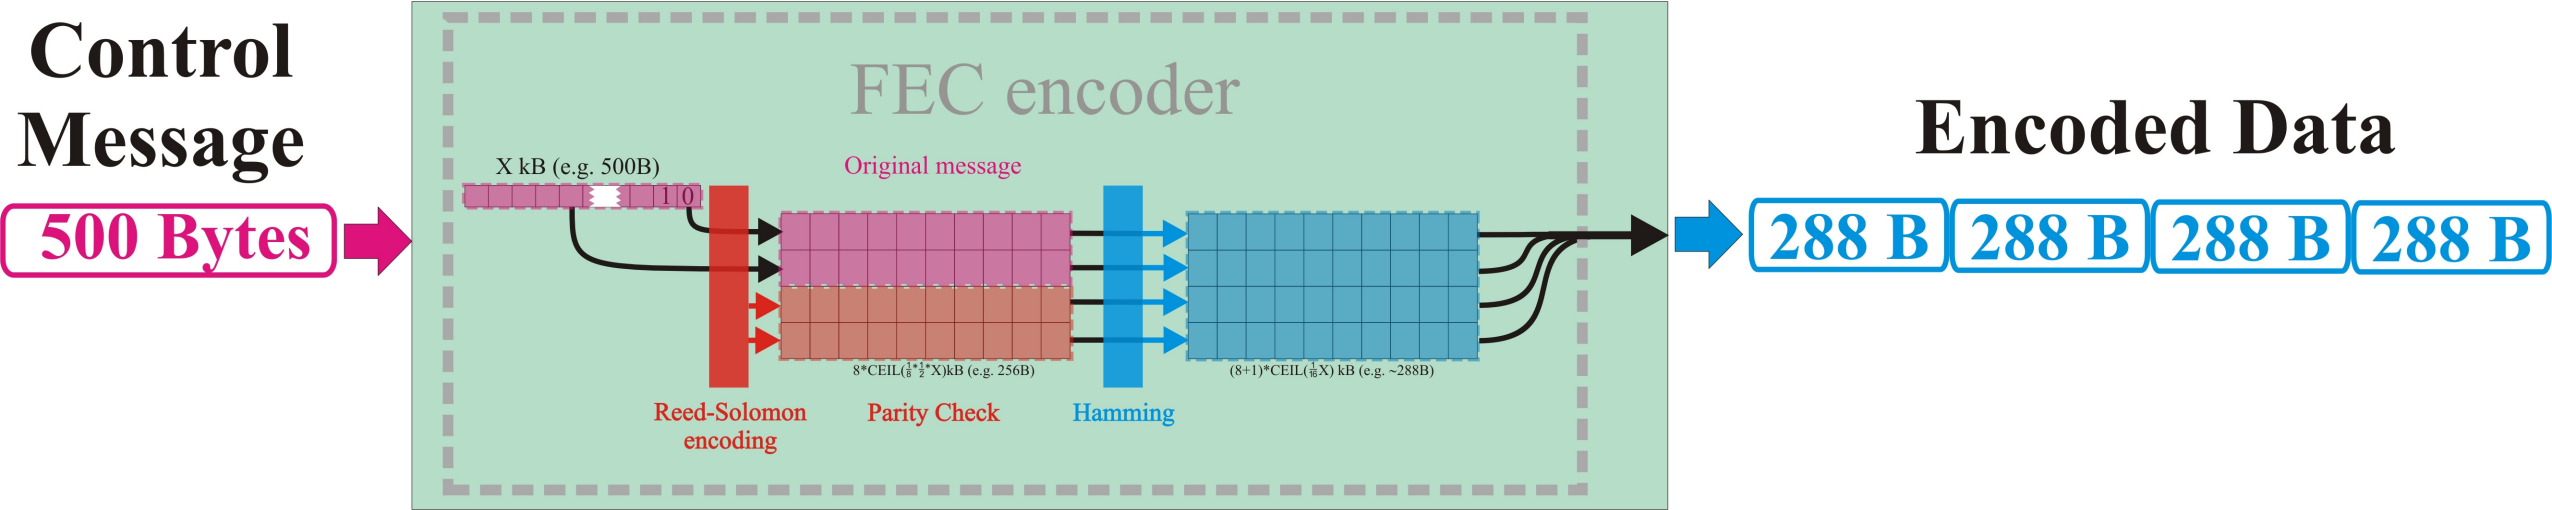 Control
Message
500 Bytes
FEC encoder
X kB (e.g. 500B)
1 0
Original message
8*CEIL(1/8*1/2*X)kB (e.g. 256B)
(8+1)*CEIL(1/16X) kB (e.g. ~288B)
Reed-Solomon
encoding
Parity Check
Hamming
Encoded Data
288 B 288 B 288 B 288 B